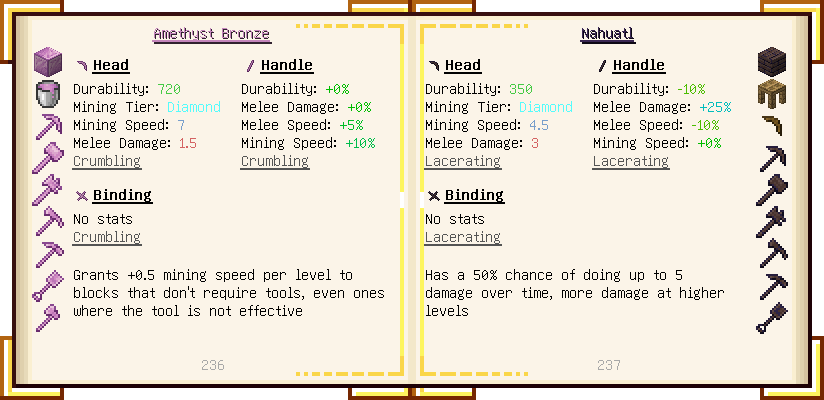 Amethyst Bronze
Head
Durability: 720
Mining Tier: Diamond
Mining Speed: 7
Melee Damage: 1.5
Crumbling
Handle
Durability: +0%
Melee Damage: +0%
Melee Speed: +5%
Mining Speed: +10%
Crumbling
Binding
No stats
Crumbling
Grants +0.5 mining speed per level to
blocks that don't require tools, even ones
where the tool is not effective
236
Nahuatl
Head
Durability: 350
Mining Tier: Diamond
Mining Speed: 4.5
Melee Damage: 3
Lacerating
Handle
Durability: -10%
Melee Damage: +25%
Melee Speed: -10%
Mining Speed: +0%
Lacerating
Binding
No stats
Lacerating
Has a 50% chance of doing up to 5
damage over time, more damage at higher
levels
237